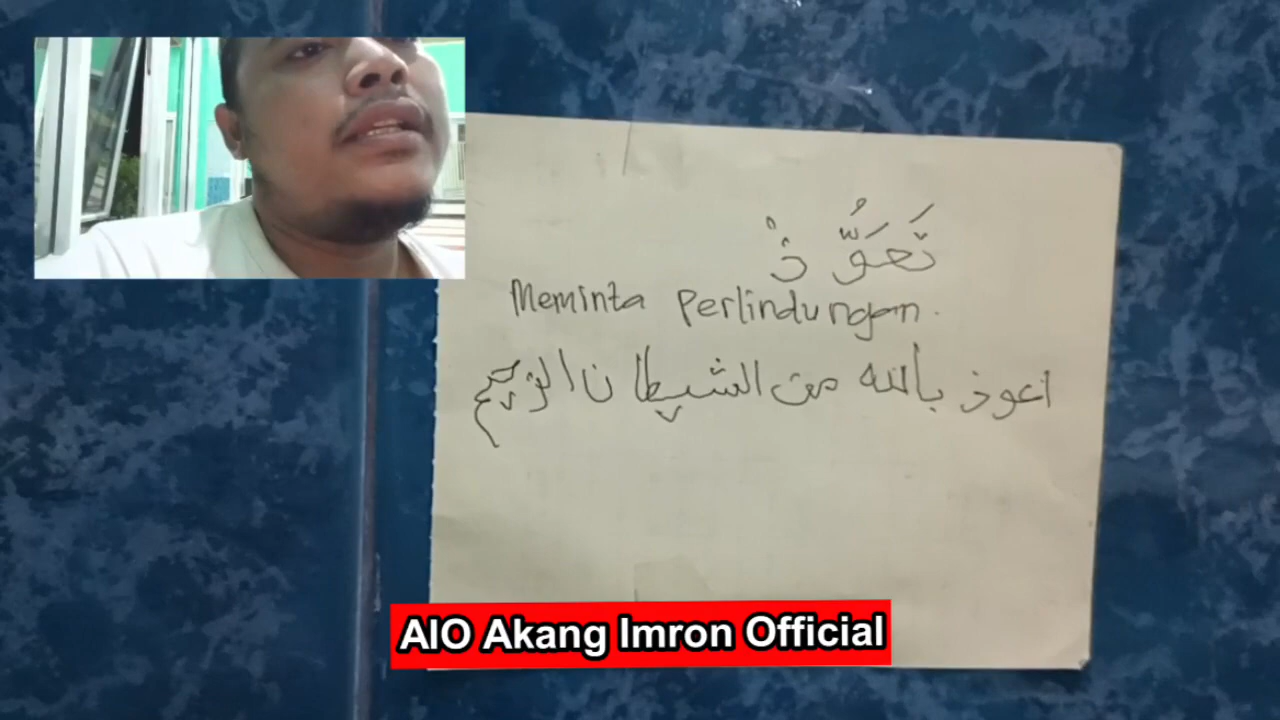 تَعَوُّذْ
Meminta Perlindungan.
اعوذ بالله من الشيطان الرجيم
AIO Akang Imron Official